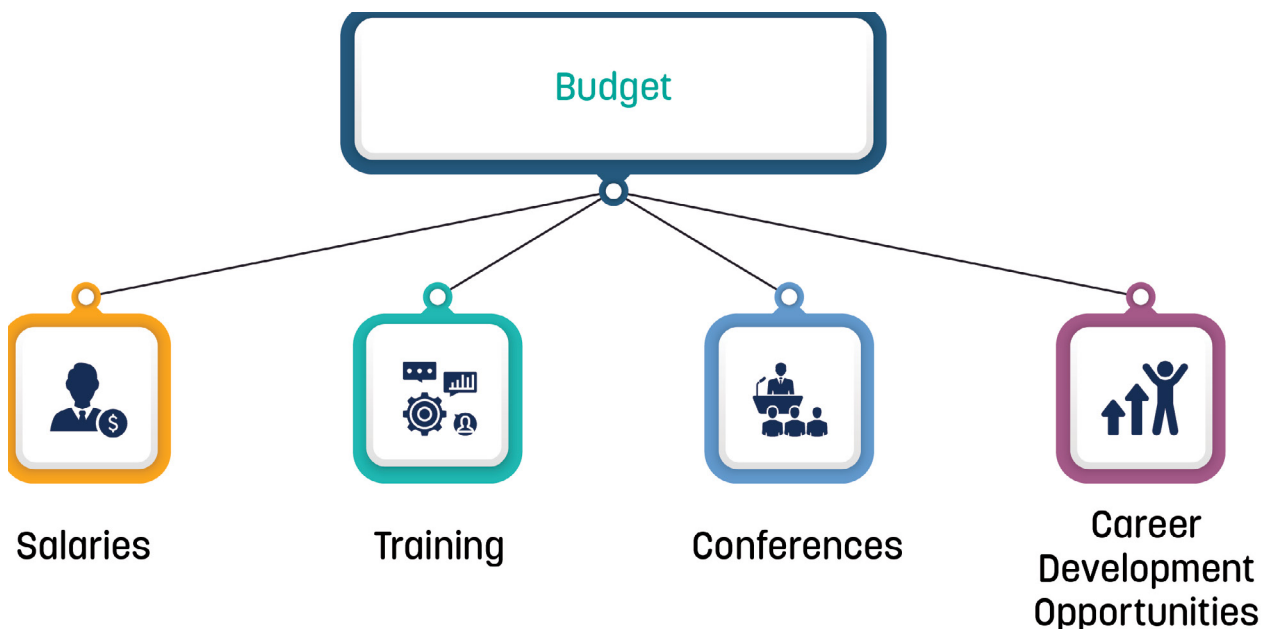 Budget
$
Salaries
Training
Conferences
Career
Development
Opportunities